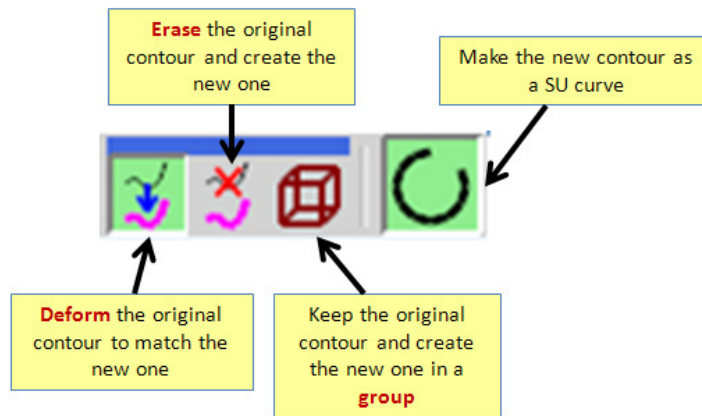 Erase the original
contour and create the
new one
Make the new contour as
a SU curve
Deform the original
contour to match the
new one
Keep the original
contour and create
the new one in a
group